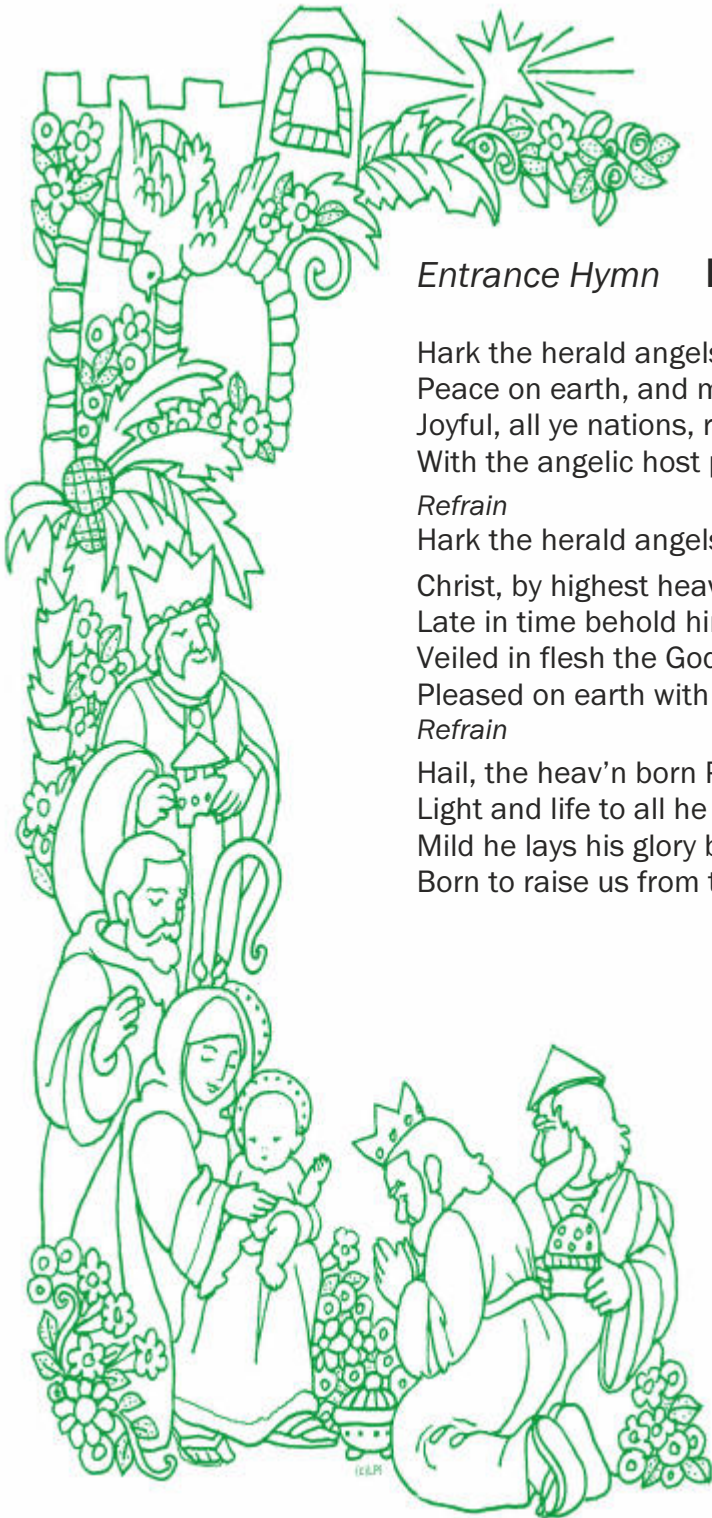 Entrance Hymn
Hark the herald angels
Peace on earth, and
Joyful, all ye nations,
With the angelic host
Refrain
Hark the herald angels
Christ, by highest
Late in time behold
Veiled in flesh the
Pleased on earth with
Refrain
Hail, the heav’n born
Light and life to all he
Mild he lays his glory
Born to raise us from
(c)LPi